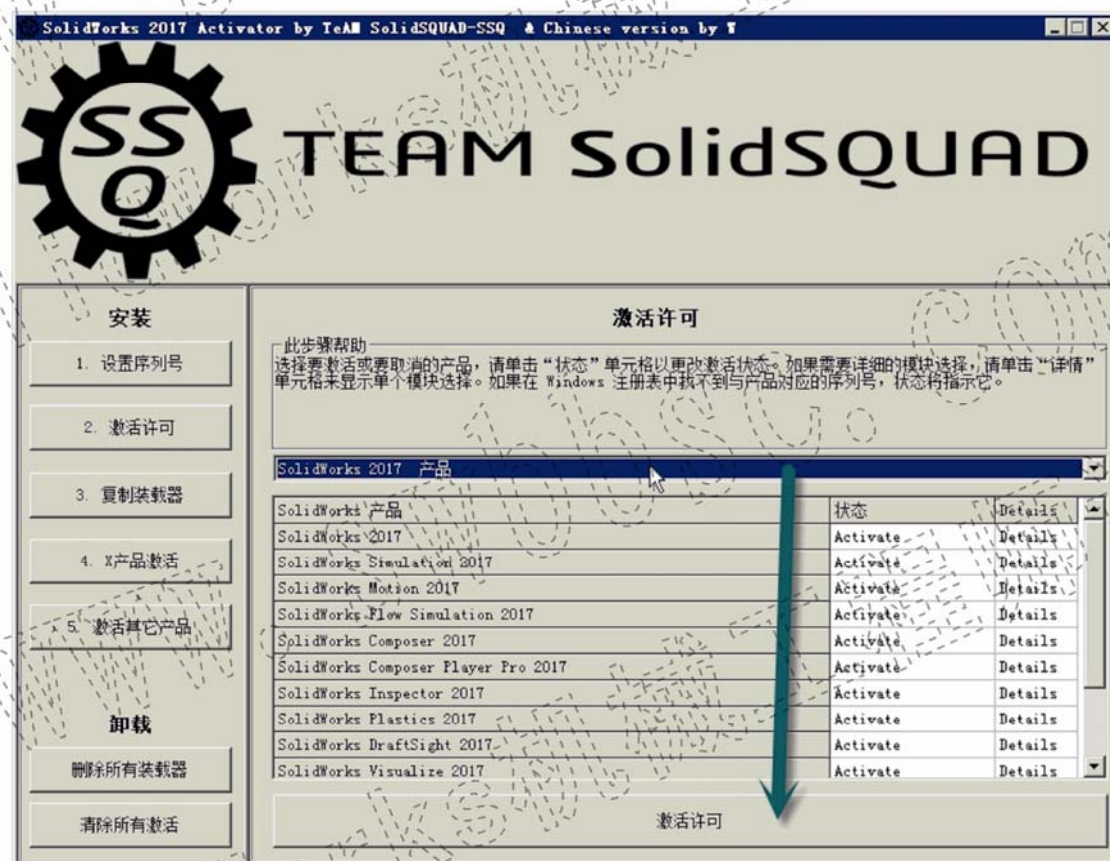 SolidWorks 2017 Activator by TeAM SolidSQUAD-SSQ & Chinese version by T
SSQ
TEAM SolidSQUAD
安装
1. 设置序列号
2. 激活许可
3. 复制装载器
4. X产品激活
5. 激活其它产品
卸载
删除所有装载器
清除所有激活
激活许可
此步骤帮助
选择要激活或要取消的产品，请单击“状态”单元格以更改激活状态。如果需要详细的模块选择，请单击“详情”
单元格来显示单个模块选择。如果在 Windows 注册表中找不到与产品对应的序列号，状态将指示它。
SolidWorks 2017 产品
SolidWorks 产品 状态 Details
SolidWorks 2017 Activate Details
SolidWorks Simulation 2017 Activate Details
SolidWorks Motion 2017 Activate Details
SolidWorks Flow Simulation 2017 Activate Details
SolidWorks Composer 2017 Activate Details
SolidWorks Composer Player Pro 2017 Activate Details
SolidWorks Inspector 2017 Activate Details
SolidWorks Plastics 2017 Activate Details
SolidWorks DraftSight 2017 Activate Details
SolidWorks Visualize 2017 Activate Details
激活许可